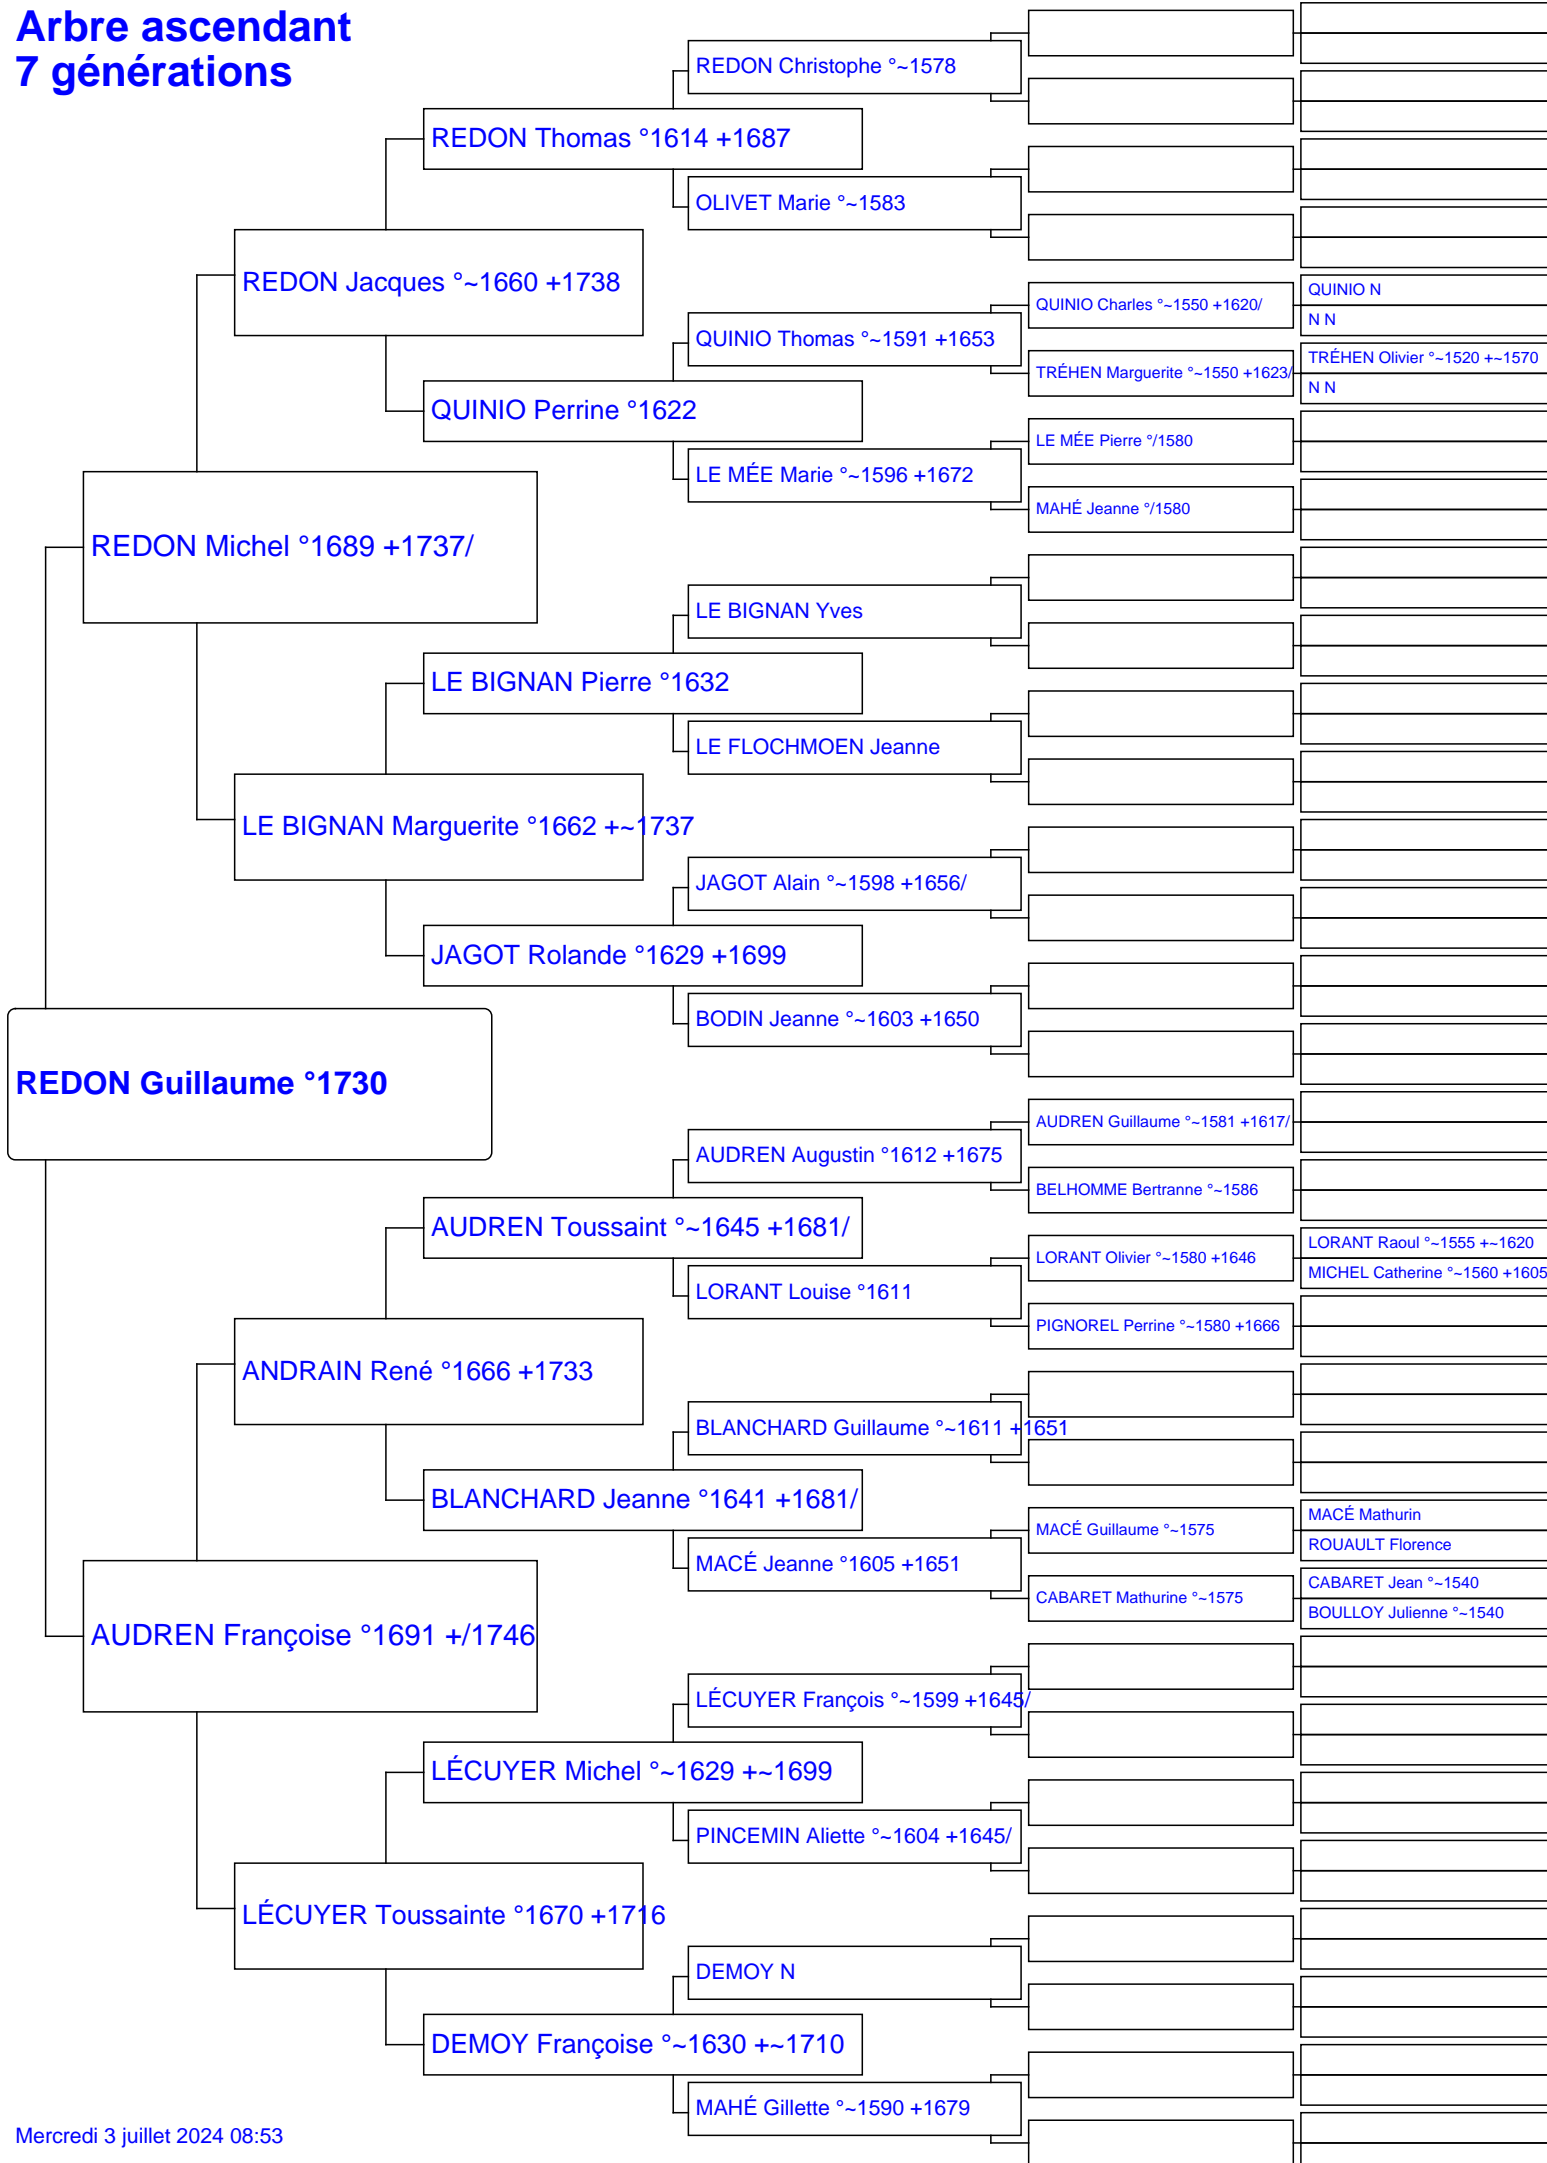 Arbre ascendant
7 générations
REDON Christophe °~1578
REDON Thomas °1614 +1687
OLIVET Marie °~1583
REDON Jacques °~1660 +1738
QUINIO Charles °~1550 +1620/
QUINIO N
N N
QUINIO Thomas °~1591 +1653
TRÉHEN Marguerite °~1550 +1623/
TRÉHEN Olivier °~1520 +~1570
N N
QUINIO Perrine °1622
LE MÉE Pierre °/1580
LE MÉE Marie °~1596 +1672
MAHÉ Jeanne °/1580
REDON Michel °1689 +1737/
LE BIGNAN Yves
LE BIGNAN Pierre °1632
LE FLOCHMOEN Jeanne
LE BIGNAN Marguerite °1662 +~1737
JAGOT Alain °~1598 +1656/
JAGOT Rolande °1629 +1699
BODIN Jeanne °~1603 +1650
REDON Guillaume °1730
AUDREN Guillaume °~1581 +1617/
AUDREN Augustin °1612 +1675
BELHOMME Bertranne °~1586
AUDREN Toussaint °~1645 +1681/
LORANT Olivier °~1580 +1646
LORANT Raoul °~1555 +~1620
MICHEL Catherine °~1560 +1605
LORANT Louise °1611
PIGNOREL Perrine °~1580 +1666
ANDRAIN René °1666 +1733
BLANCHARD Guillaume °~1611 +1651
BLANCHARD Jeanne °1641 +1681/
MACÉ Guillaume °~1575
MACÉ Mathurin
ROUAULT Florence
MACÉ Jeanne °1605 +1651
CABARET Mathurine °~1575
CABARET Jean °~1540
BOULLOY Julienne °~1540
AUDREN Françoise °1691 +/1746
LÉCUYER François °~1599 +1645/
LÉCUYER Michel °~1629 +~1699
PINCEMIN Aliette °~1604 +1645/
LÉCUYER Toussainte °1670 +1716
DEMOY N
DEMOY Françoise °~1630 +~1710
MAHÉ Gillette °~1590 +1679
Mercredi 3 juillet 2024 08:53